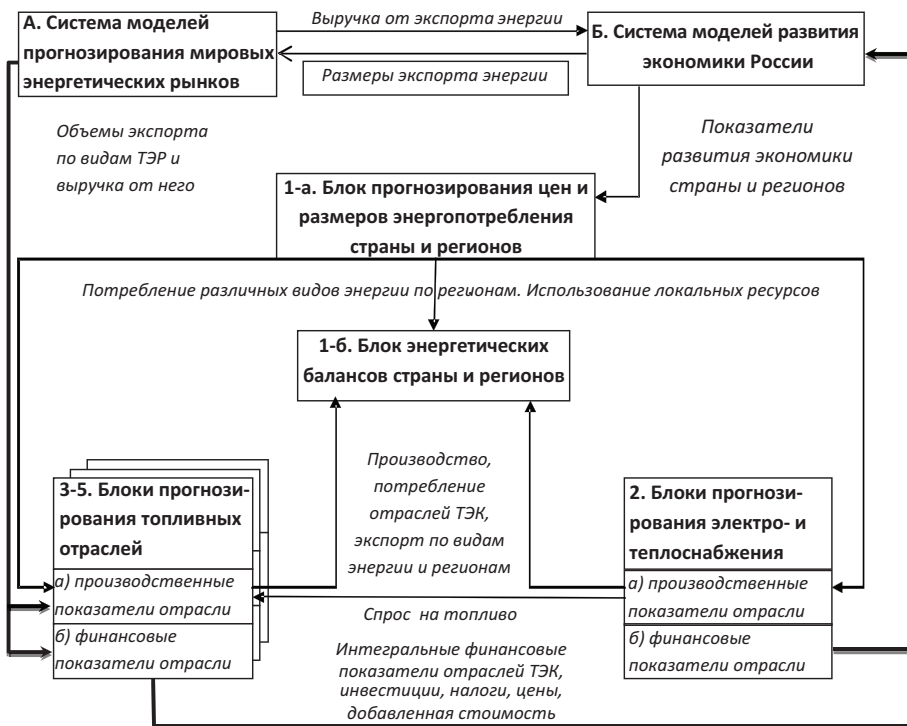 А. Система моделей
прогнозирования мировых
энергетических рынков
Выручка от экспорта энергии
Размеры экспорта энергии
Б. Система моделей развития
экономики России
Объемы экспорта
по видам ТЭР и
выручка от него
Показатели
развития экономики
страны и регионов
1-а. Блок прогнозирования цен и
размеров энергопотребления
страны и регионов
Потребление различных видов энергии по регионам. Использование локальных ресурсов
1-б. Блок энергетических
балансов страны и регионов
3-5. Блоки прогнози-
рования топливных
отраслей
а) производственные
показатели отрасли
б) финансовые
показатели отрасли
Производство,
потребление
отраслей ТЭК,
экспорт по видам
энергии и регионам
2. Блоки прогнози-
рования электро- и
теплоснабжения
а) производственные
показатели отрасли
б) финансовые
показатели отрасли
Спрос на топливо
Интегральные финансовые
показатели отраслей ТЭК,
инвестиции, налоги, цены,
добавленная стоимость